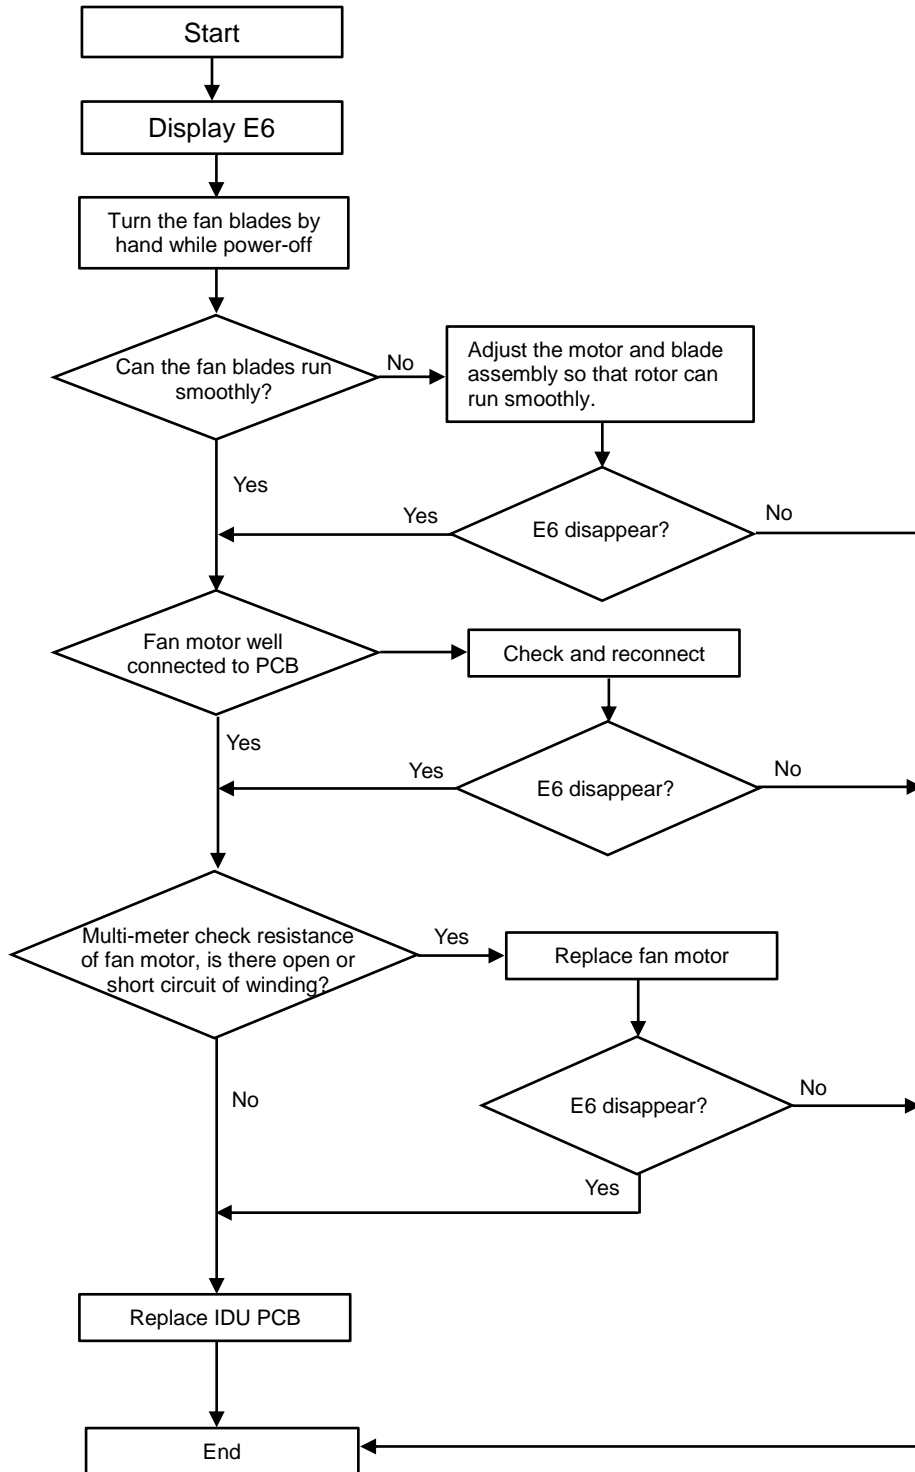 Start
Display E6
Turn the fan blades by
hand while power-off
Can the fan blades run
smoothly?
No
Adjust the motor and blade
assembly so that rotor can
run smoothly.
Yes
Yes
E6 disappear?
No
Fan motor well
connected to PCB
Check and reconnect
Yes
Yes
E6 disappear?
No
Multi-meter check resistance
of fan motor, is there open or
short circuit of winding?
Yes
Replace fan motor
No
E6 disappear?
No
Yes
Replace IDU PCB
End